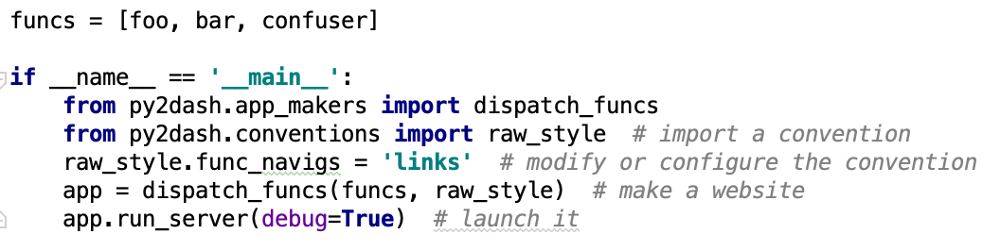 funcs = [foo, bar, confuser]
if __name__ == '__main__':
    from py2dash.app_makers import dispatch_funcs
    from py2dash.conventions import raw_style  # import a convention
    raw_style.func_navigs = 'links'  # modify or configure the convention
    app = dispatch_funcs(funcs, raw_style)  # make a website
    app.run_server(debug=True)  # launch it